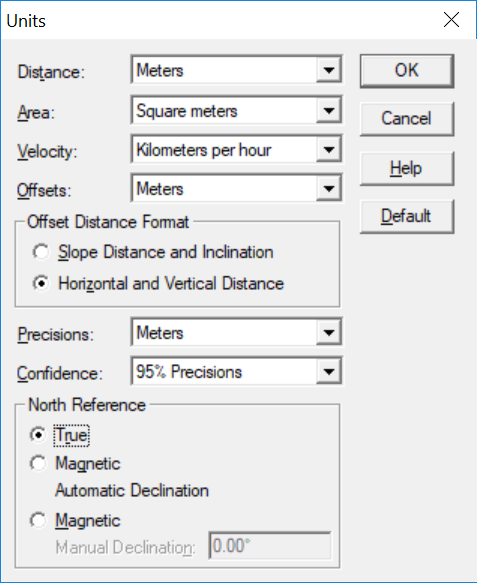 Units
Distance: Meters OK
Area: Square meters Cancel
Velocity: Kilometers per hour Help
Offsets: Meters Default
Offset Distance Format
Slope Distance and Inclination
Horizontal and Vertical Distance
Precisions: Meters
Confidence: 95% Precisions
North Reference
True
Magnetic
Automatic Declination
Magnetic
Manual Declination: 0.00°